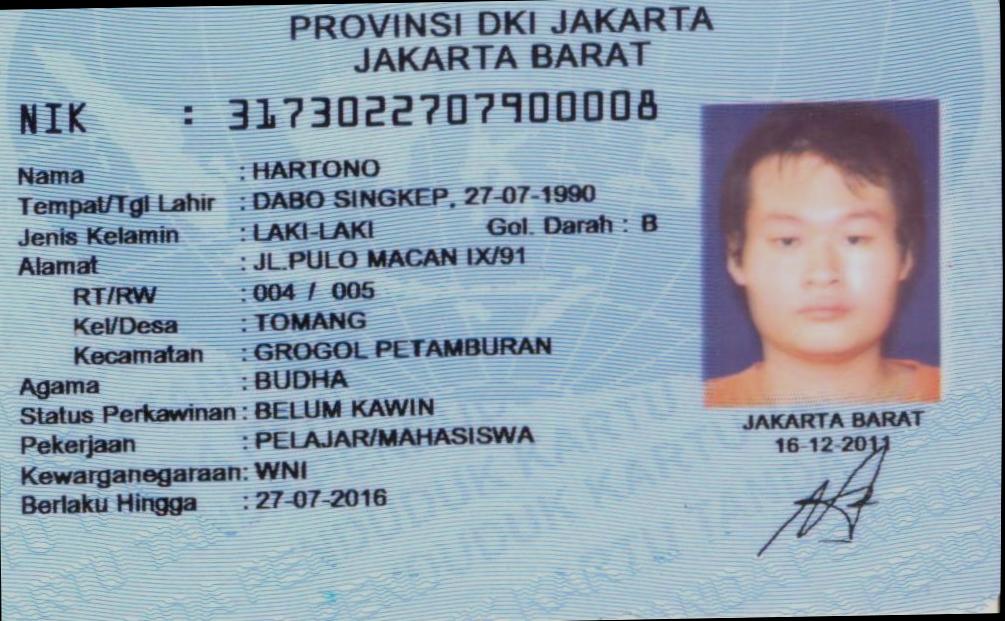 PROVINSI DKI JAKARTA
JAKARTA BARAT
NIK : 3173022707900008
Nama : HARTONO
Tempat/Tgl Lahir : DABO SINGKEP, 27-07-1990
Jenis Kelamin : LAKI-LAKI Gol. Darah : B
Alamat : JL.PULO MACAN IX/91
RT/RW : 004 / 005
Kel/Desa : TOMANG
Kecamatan : GROGOL PETAMBURAN
Agama : BUDHA
Status Perkawinan : BELUM KAWIN
Pekerjaan : PELAJAR/MAHASISWA
Kewarganegaraan: WNI
Berlaku Hingga : 27-07-2016
JAKARTA BARAT
16-12-2011